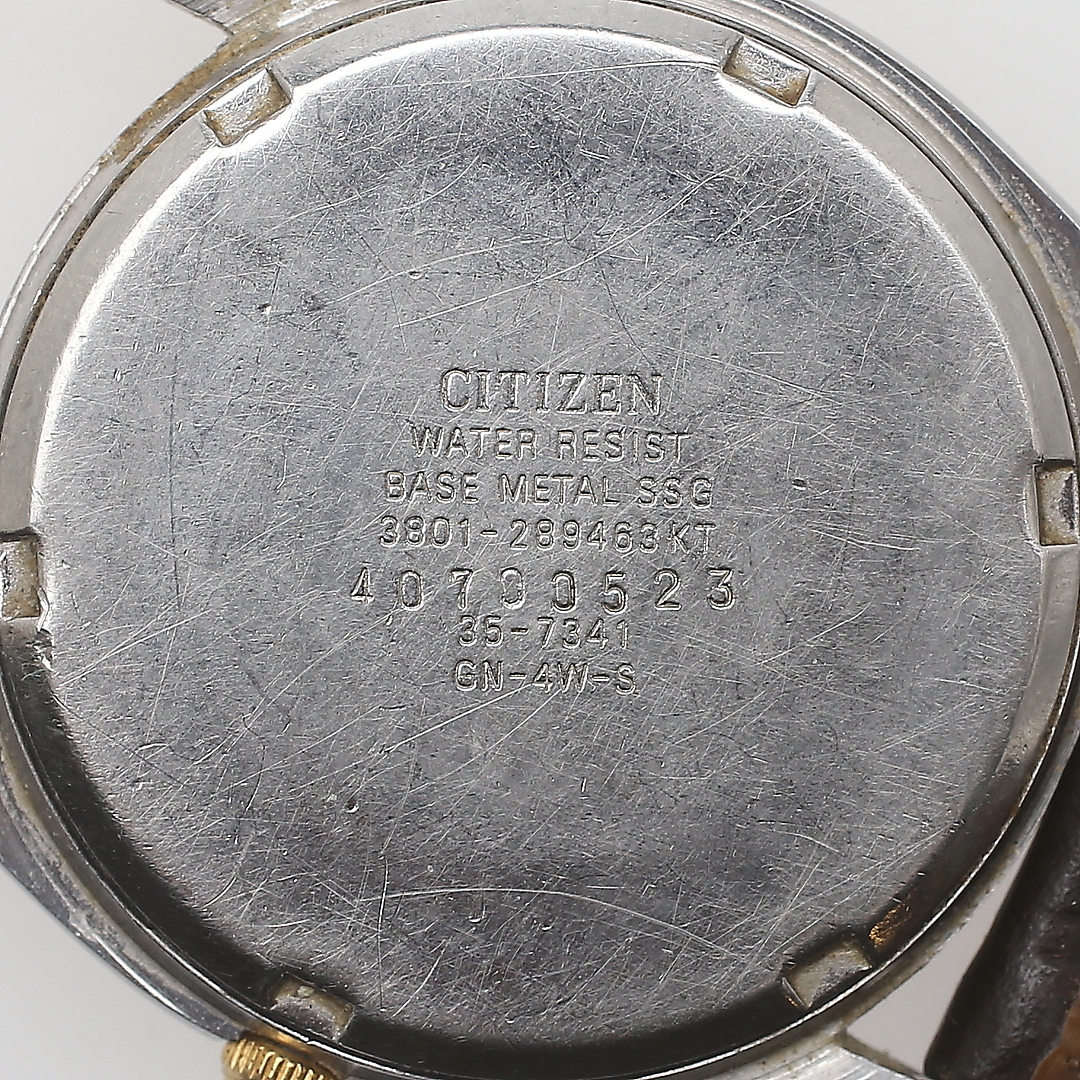 CITIZEN
WATER RESIST
BASE METAL SSG
3801-289463KT
40700523
35-7341
GN-4W-S